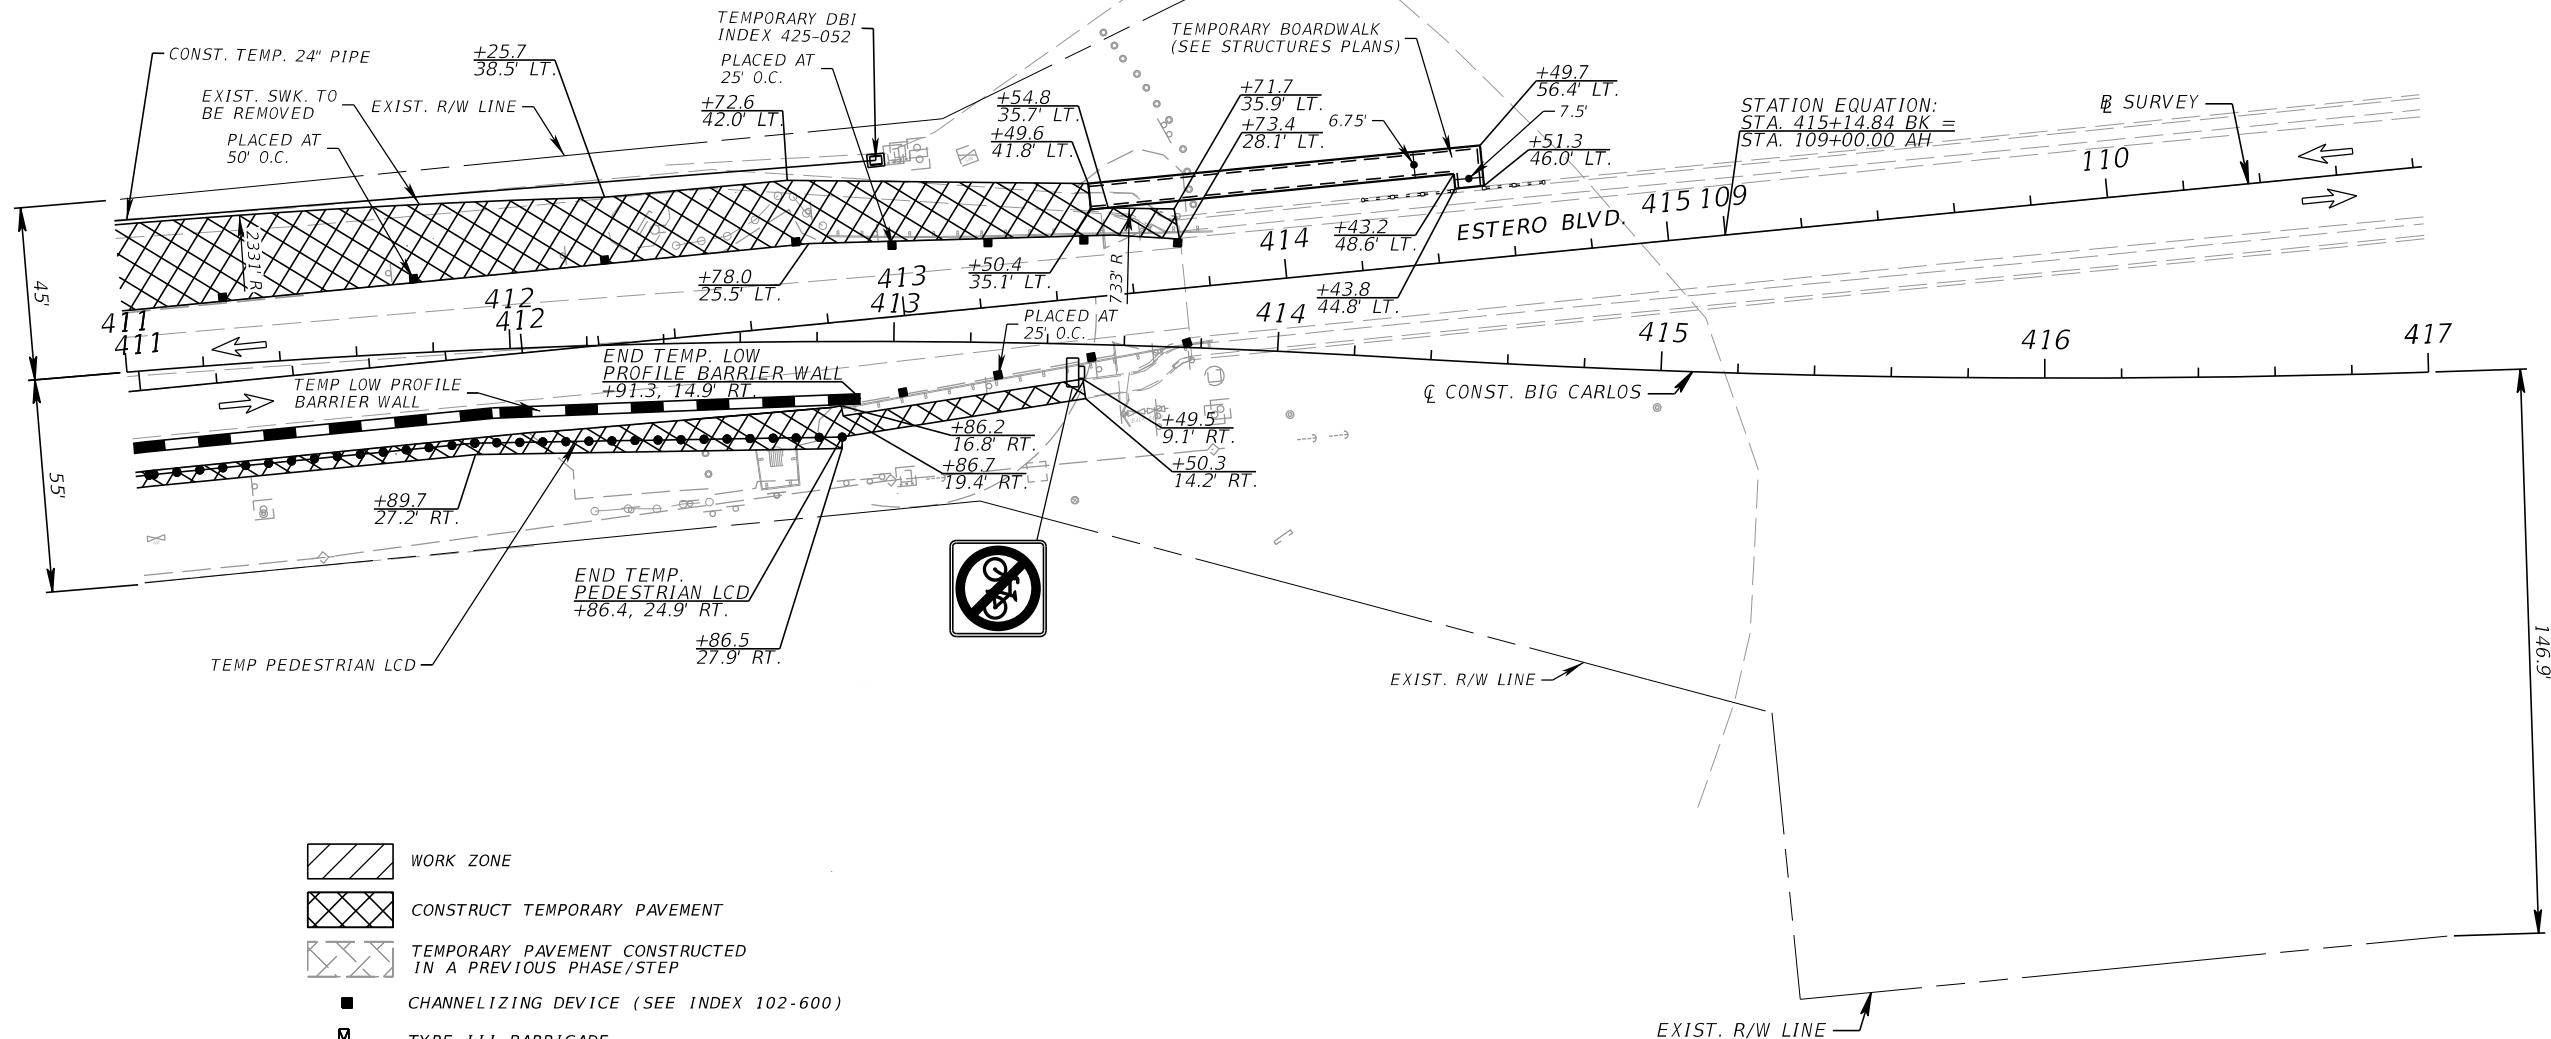 TEMPORARY DBI
INDEX 425-052
PLACED AT
25' O.C.
TEMPORARY BOARDWALK
(SEE STRUCTURES PLANS)
CONST. TEMP. 24" PIPE
+25.7
38.5' LT.
EXIST. SWK. TO
BE REMOVED
EXIST. R/W LINE
PLACED AT
50' O.C.
+72.6
42.0' LT.
+54.8
35.7' LT.
+49.6
41.8' LT.
+71.7
35.9' LT.
+73.4
28.1' LT.
6.75'
+49.7
56.4' LT.
7.5'
+51.3
46.0' LT.
STATION EQUATION:
STA. 415+14.84 BK =
STA. 109+00.00 AH
BL SURVEY
110
415 109
ESTERO BLVD.
414
+43.2
48.6' LT.
+43.8
44.8' LT.
+50.4
35.1' LT.
+78.0
25.5' LT.
413
413
412
412
411
411
45'
2331' R
733' R
PLACED AT
25' O.C.
414
415
416
417
END TEMP. LOW
PROFILE BARRIER WALL
+91.3, 14.9' RT.
TEMP LOW PROFILE
BARRIER WALL
CL CONST. BIG CARLOS
+49.5
9.1' RT.
+86.2
16.8' RT.
+86.7
19.4' RT.
+50.3
14.2' RT.
55'
+89.7
27.2' RT.
END TEMP.
PEDESTRIAN LCD
+86.4, 24.9' RT.
+86.5
27.9' RT.
TEMP PEDESTRIAN LCD
EXIST. R/W LINE
146.9'
WORK ZONE
CONSTRUCT TEMPORARY PAVEMENT
TEMPORARY PAVEMENT CONSTRUCTED
IN A PREVIOUS PHASE/STEP
CHANNELIZING DEVICE (SEE INDEX 102-600)
TYPE III BARRICADE
EXIST. R/W LINE